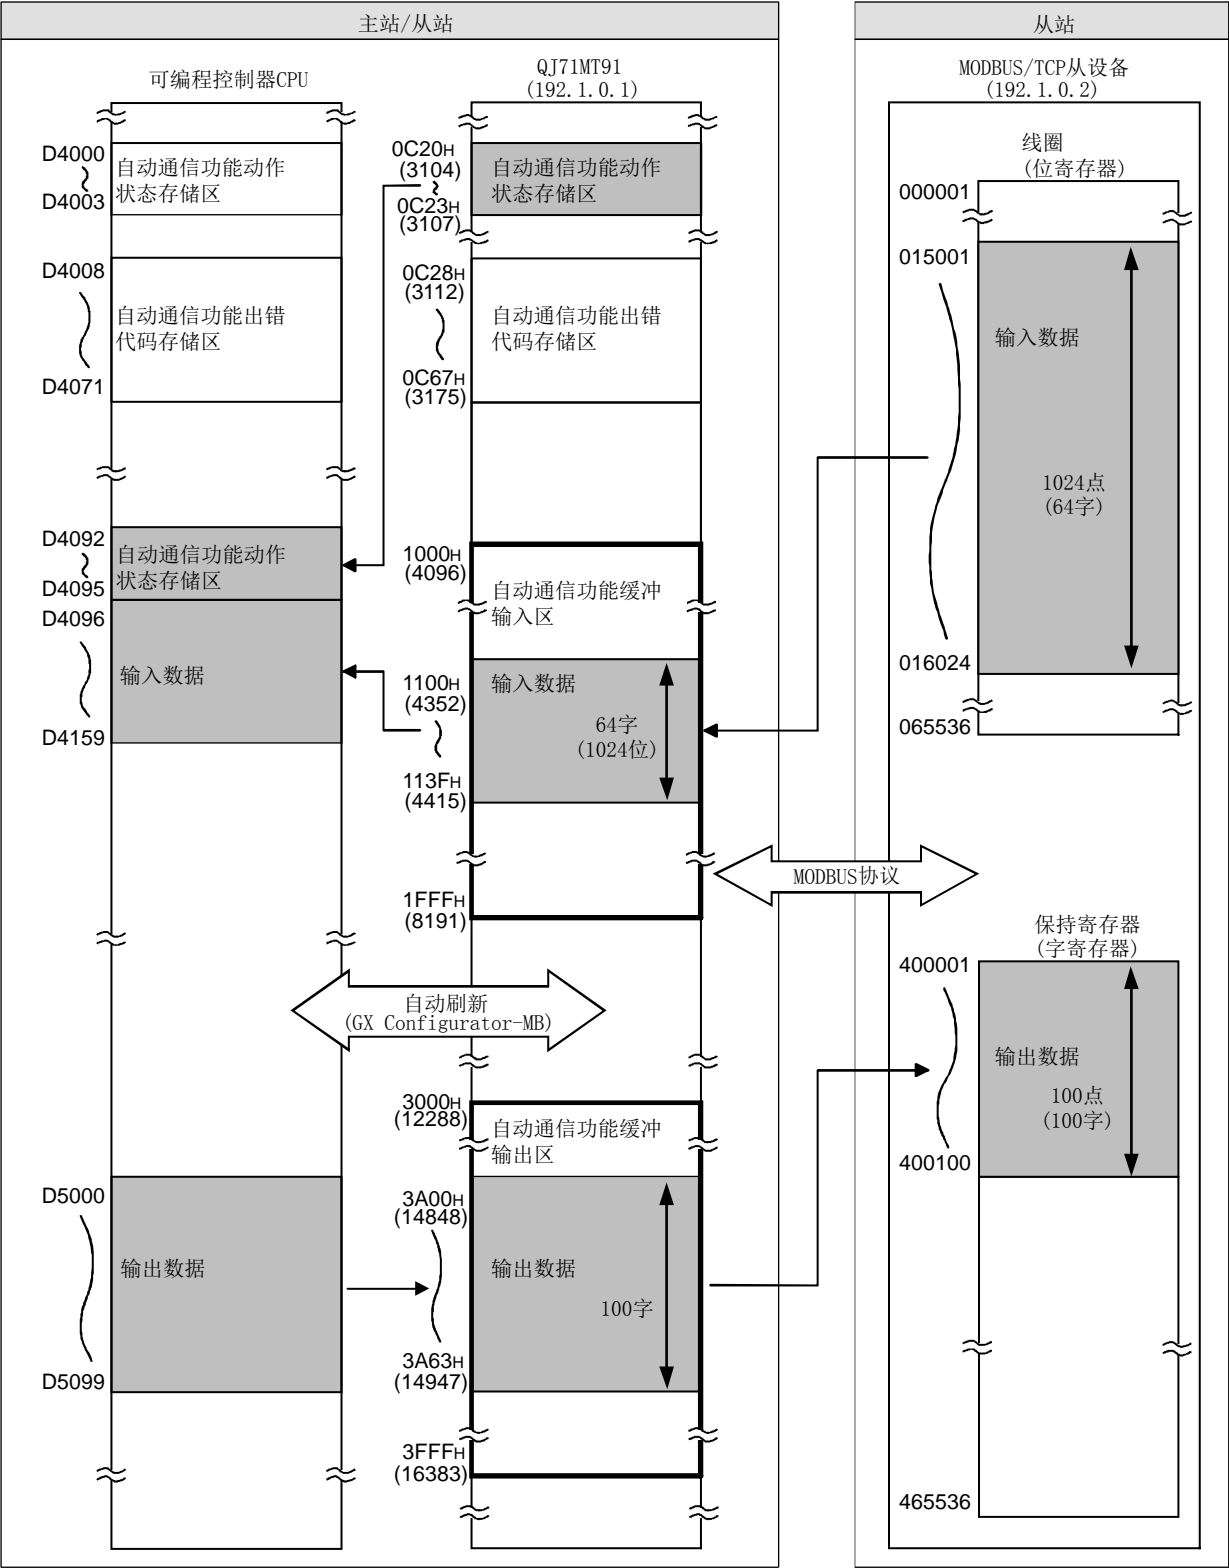 主站/从站
可编程控制器CPU
QJ71MT91
(192.1.0.1)
D4000
D4003
自动通信功能动作
状态存储区
0C20H
(3104)
0C23H
(3107)
自动通信功能动作
状态存储区
D4008
D4071
自动通信功能出错
代码存储区
0C28H
(3112)
0C67H
(3175)
自动通信功能出错
代码存储区
D4092
D4095
自动通信功能动作
状态存储区
1000H
(4096)
自动通信功能缓冲
输入区
D4096
D4159
输入数据
1100H
(4352)
113FH
(4415)
输入数据
64字
(1024位)
1FFFH
(8191)
自动刷新
(GX Configurator-MB)
3000H
(12288)
自动通信功能缓冲
输出区
D5000
D5099
输出数据
3A00H
(14848)
3A63H
(14947)
输出数据
100字
3FFFH
(16383)
MODBUS协议
从站
MODBUS/TCP从设备
(192.1.0.2)
线圈
(位寄存器)
000001
015001
输入数据
1024点
(64字)
016024
065536
保持寄存器
(字寄存器)
400001
输出数据
100点
(100字)
400100
465536